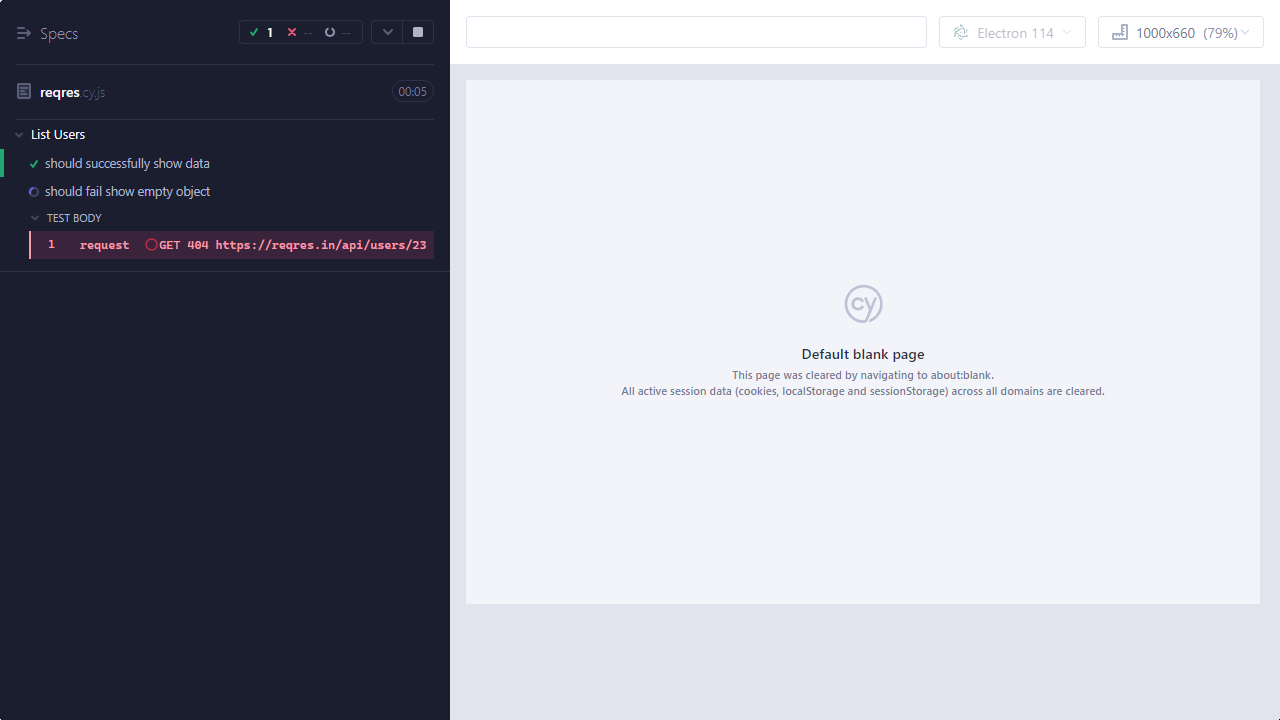 Specs
1 -- --
reqres.cy.js 00:05
List Users
should successfully show data
should fail show empty object
TEST BODY
1 request GET 404 https://reqres.in/api/users/23
Electron 114
1000x660 (79%)
cy
Default blank page
This page was cleared by navigating to about:blank.
All active session data (cookies, localStorage and sessionStorage) across all domains are cleared.